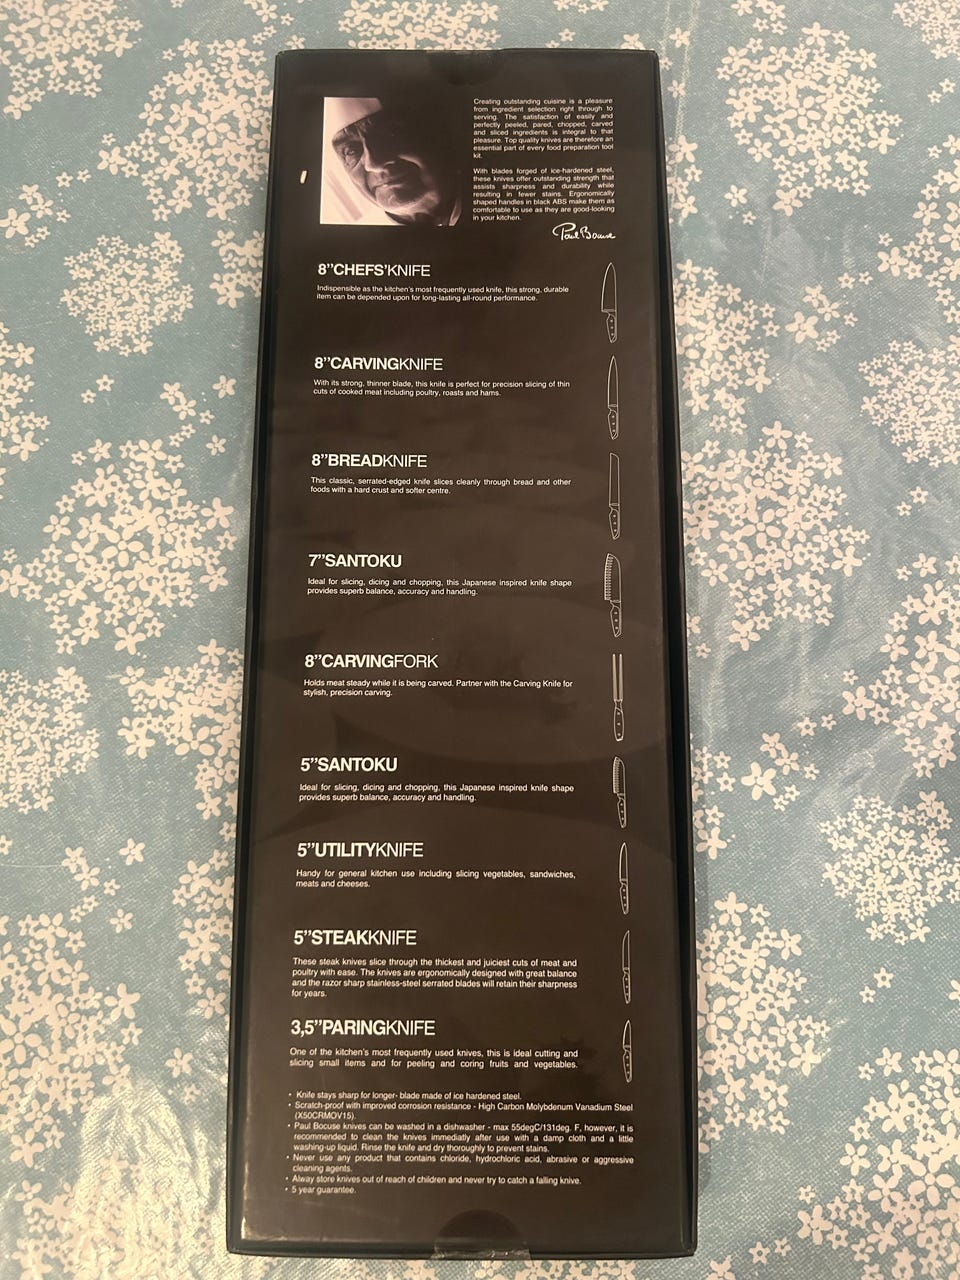 Creating outstanding cuisine is a pleasure
from ingredient selection right through to
serving. The satisfaction of easily and
perfectly peeled, pared, chopped, carved
and sliced ingredients is integral to that
pleasure. Top quality knives are therefore an
essential part of every food preparation tool
kit.
With blades forged of ice-hardened steel,
these knives offer outstanding strength that
assists sharpness and durability while
resulting in fewer stains. Ergonomically
shaped handles in black ABS make them as
comfortable to use as they are good-looking
in your kitchen.
Paul Bocuse
8”CHEFS’KNIFE
Indispensible as the kitchen's most frequently used knife, this strong, durable
item can be depended upon for long-lasting all-round performance.
8”CARVINGKNIFE
With its strong, thinner blade, this knife is perfect for precision slicing of thin
cuts of cooked meat including poultry, roasts and hams.
8”BREADKNIFE
This classic, serrated-edged knife slices cleanly through bread and other
foods with a hard crust and softer centre.
7”SANTOKU
Ideal for slicing, dicing and chopping, this Japanese inspired knife shape
provides superb balance, accuracy and handling.
8”CARVINGFORK
Holds meat steady while it is being carved. Partner with the Carving Knife for
stylish, precision carving.
5”SANTOKU
Ideal for slicing, dicing and chopping, this Japanese inspired knife shape
provides superb balance, accuracy and handling.
5”UTILITYKNIFE
Handy for general kitchen use including slicing vegetables, sandwiches,
meats and cheeses.
5”STEAKKNIFE
These steak knives slice through the thickest and juiciest cuts of meat and
poultry with ease. The knives are ergonomically designed with great balance
and the razor sharp stainless-steel serrated blades will retain their sharpness
for years.
3,5”PARINGKNIFE
One of the kitchen's most frequently used knives, this is ideal cutting and
slicing small items and for peeling and coring fruits and vegetables.
• Knife stays sharp for longer- blade made of ice hardened steel.
• Scratch-proof with improved corrosion resistance - High Carbon Molybdenum Vanadium Steel
(X50CRMOV15).
• Paul Bocuse knives can be washed in a dishwasher - max 55degC/131deg. F, however, it is
recommended to clean the knives immediatly after use with a damp cloth and a little
washing-up liquid. Rinse the knife and dry thoroughly to prevent stains.
• Never use any product that contains chloride, hydrochloric acid, abrasive or aggressive
cleaning agents.
• Alway store knives out of reach of children and never try to catch a falling knive.
• 5 year guarantee.